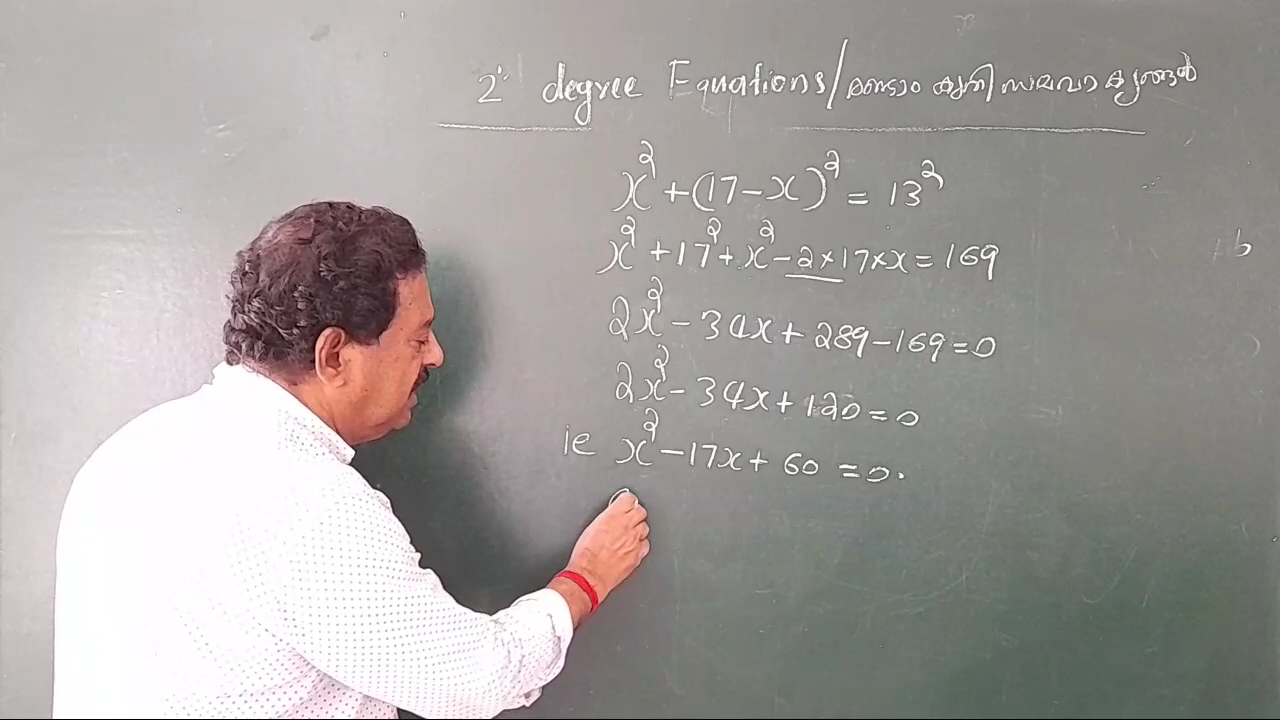 2nd degree Equations/രണ്ടാം കൃതി സമവാക്യങ്ങൾ
x² + (17 - x)² = 13²
x² + 17² + x² - 2×17×x = 169
2x² - 34x + 289 - 169 = 0
2x² - 34x + 120 = 0
ie x² - 17x + 60 = 0.